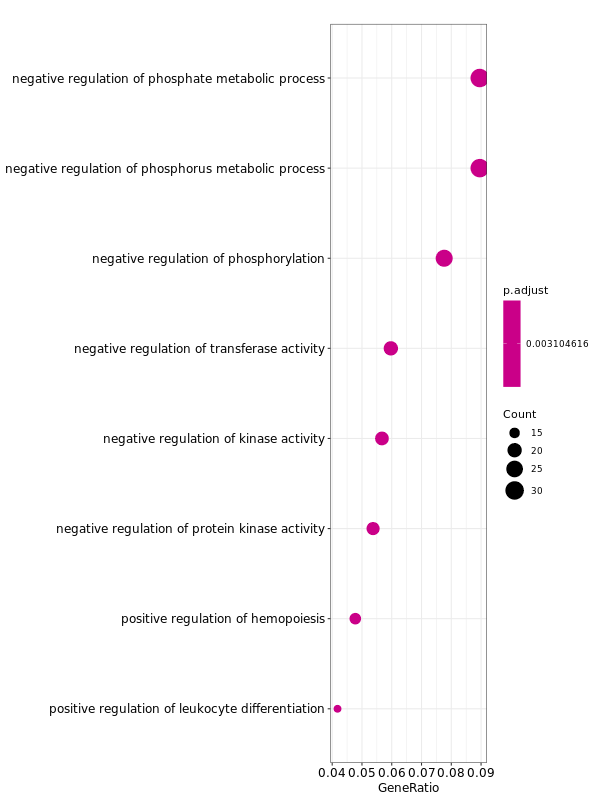 negative regulation of phosphate metabolic process
negative regulation of phosphorus metabolic process
negative regulation of phosphorylation
negative regulation of transferase activity
negative regulation of kinase activity
negative regulation of protein kinase activity
positive regulation of hemopoiesis
positive regulation of leukocyte differentiation
0.04 0.05 0.06 0.07 0.08 0.09
GeneRatio
p.adjust
0.003104616
Count
15
20
25
30